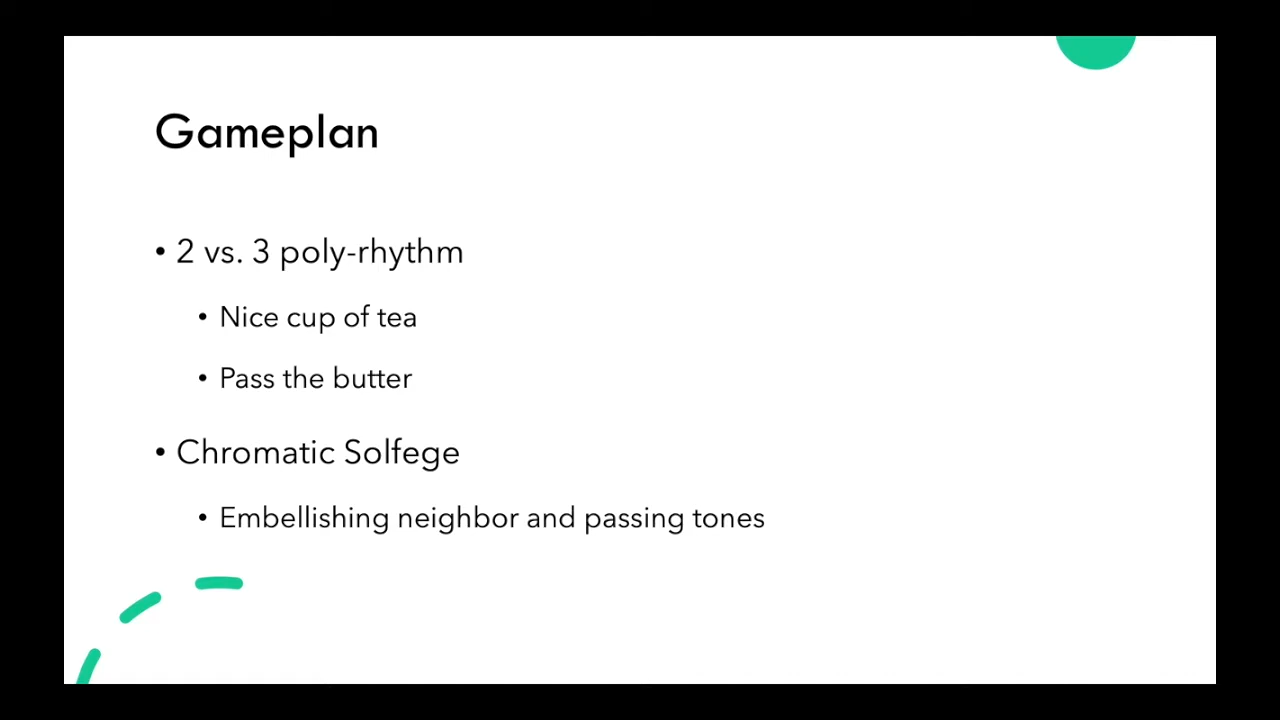 Gameplan
• 2 vs. 3 poly-rhythm
• Nice cup of tea
• Pass the butter
• Chromatic Solfege
• Embellishing neighbor and passing tones